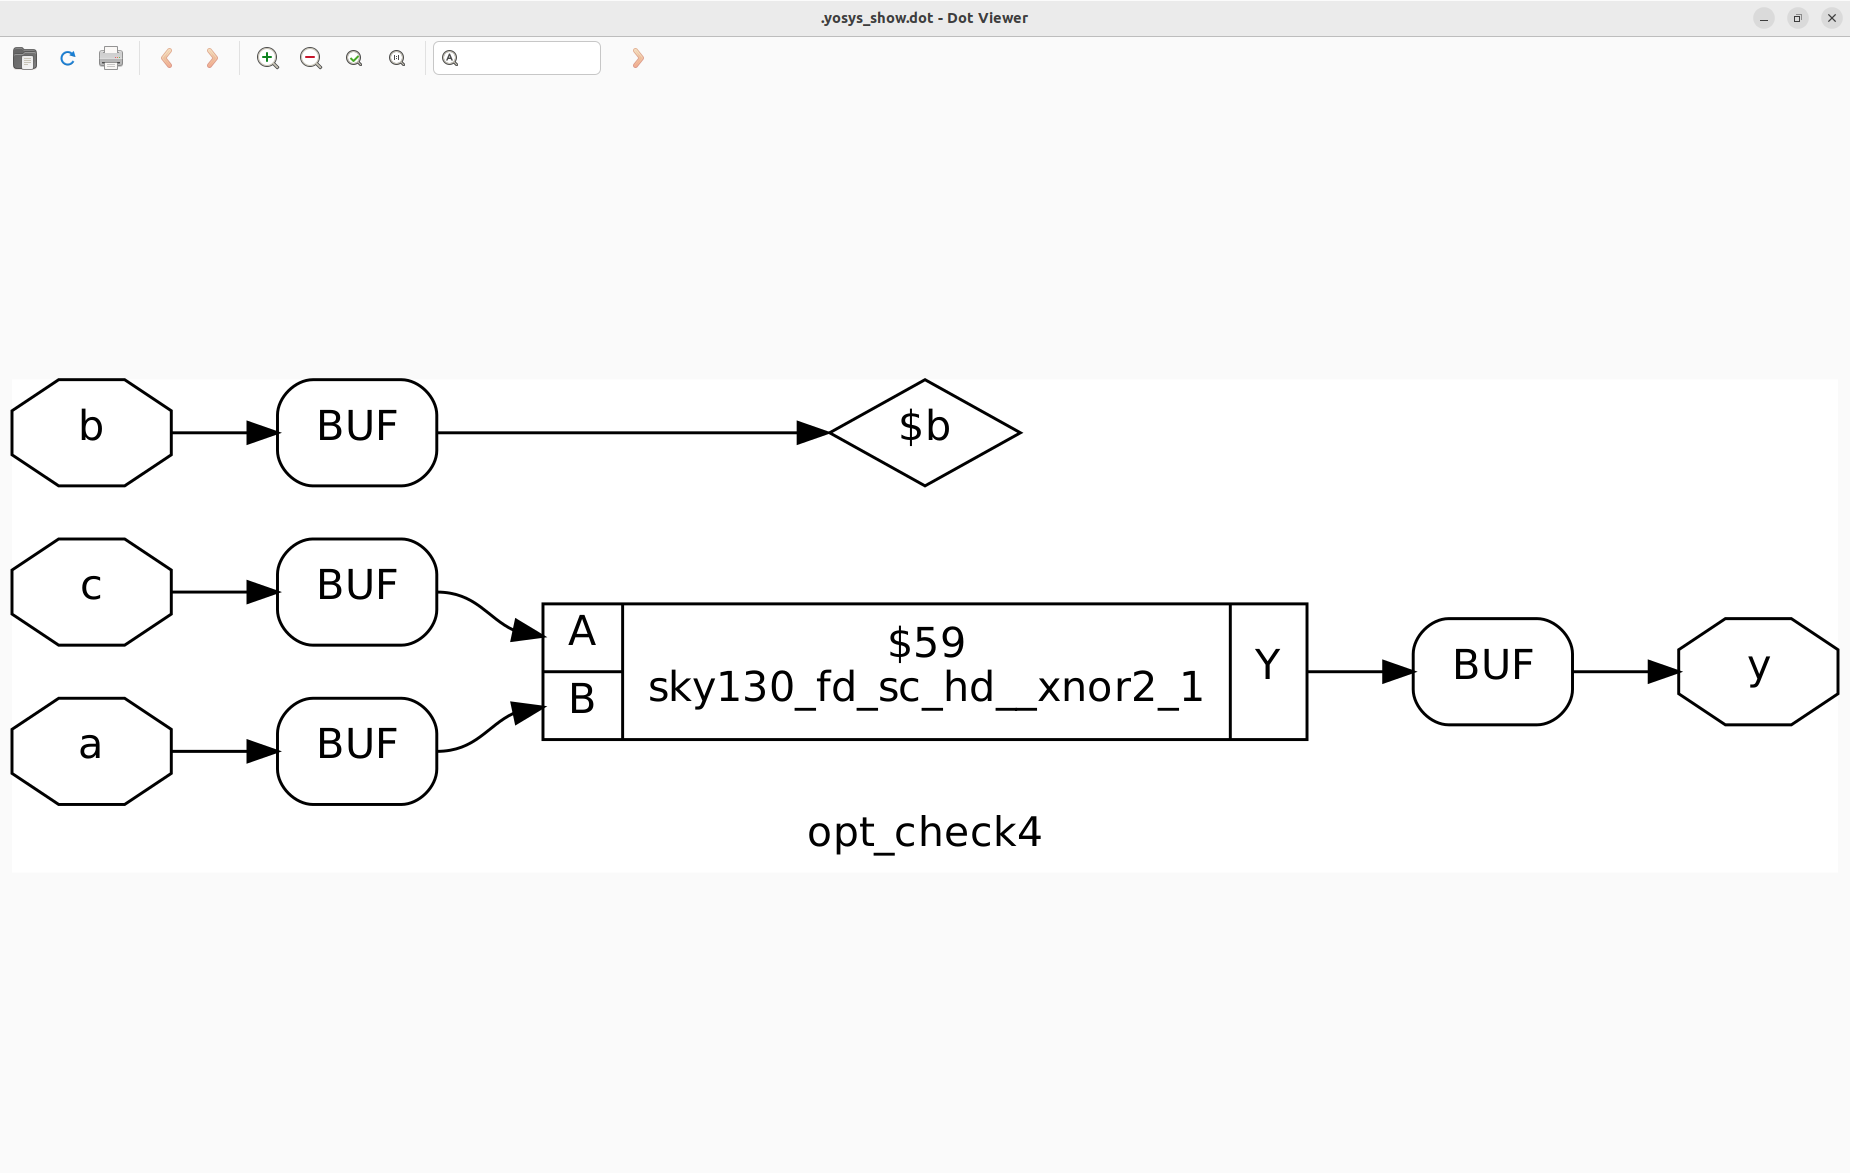 .yosys_show.dot - Dot Viewer
b
BUF
$b
c
BUF
A
$59
sky130_fd_sc_hd__xnor2_1
B
Y
BUF
y
a
BUF
opt_check4